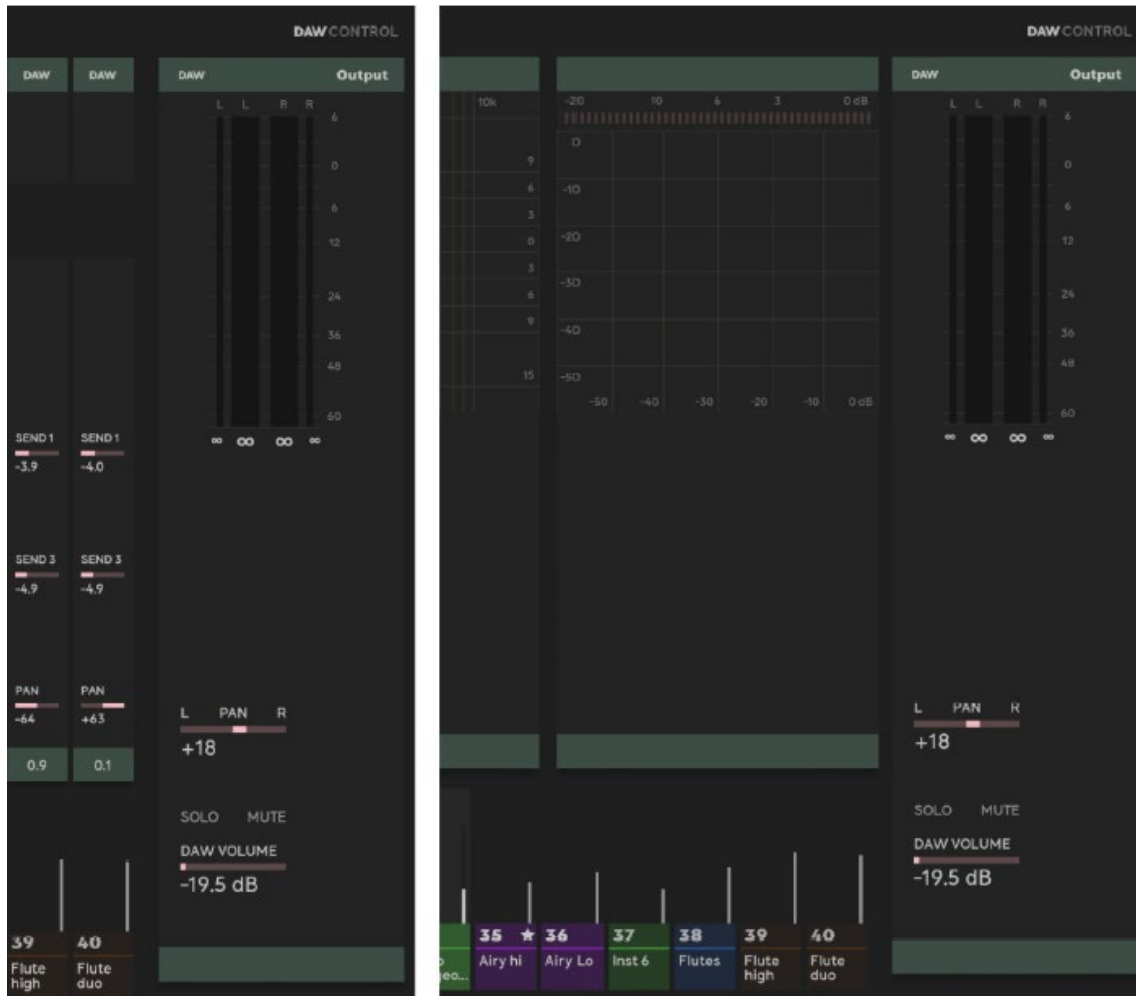 DAW CONTROL
DAW DAW DAW Output
L L R R
6
0
6
12
24
36
48
60
∞ ∞ ∞ ∞
SEND 1 SEND 1
-3.9 -4.0
SEND 3 SEND 3
-4.9 -4.9
PAN PAN
-64 +63
L PAN R
+18
0.9 0.1
SOLO MUTE
DAW VOLUME
-19.5 dB
39 40
Flute Flute
high duo
DAW CONTROL
DAW Output
10k
9
6
3
0
3
6
9
15
-20 10 6 3 0 dB
0
-10
-20
-30
-40
-50
-50 -40 -30 -20 -10 0 dB
L L R R
6
0
6
12
24
36
48
60
∞ ∞ ∞ ∞
L PAN R
+18
SOLO MUTE
DAW VOLUME
-19.5 dB
35 36 37 38 39 40
Airy hi Airy Lo Inst 6 Flutes Flute Flute
eo... high duo